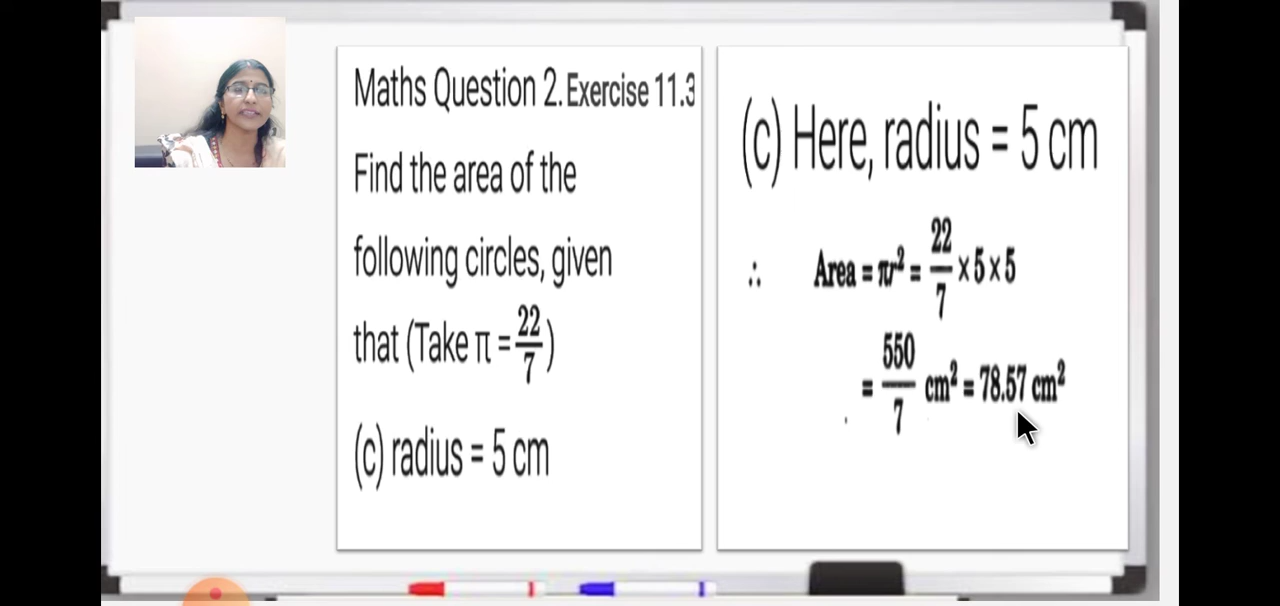 Maths Question 2. Exercise 11.3
Find the area of the
following circles, given
that (Take π = 22/7)
(c) radius = 5 cm
(c) Here, radius = 5 cm
∴ Area = πr² = 22/7 × 5 × 5
= 550/7 cm² = 78.57 cm²